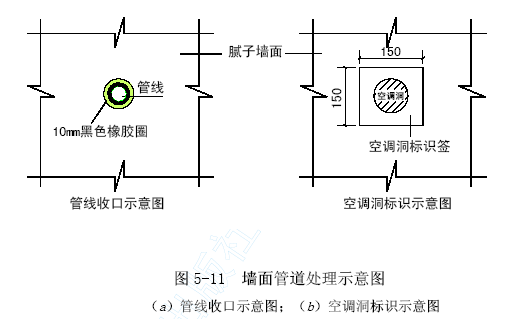 腻子墙面
150
管线
空调洞
150
10mm黑色橡胶圈
空调洞标识签
管线收口示意图
空调洞标识示意图
图 5-11 墙面管道处理示意图
（a）管线收口示意图；（b）空调洞标识示意图